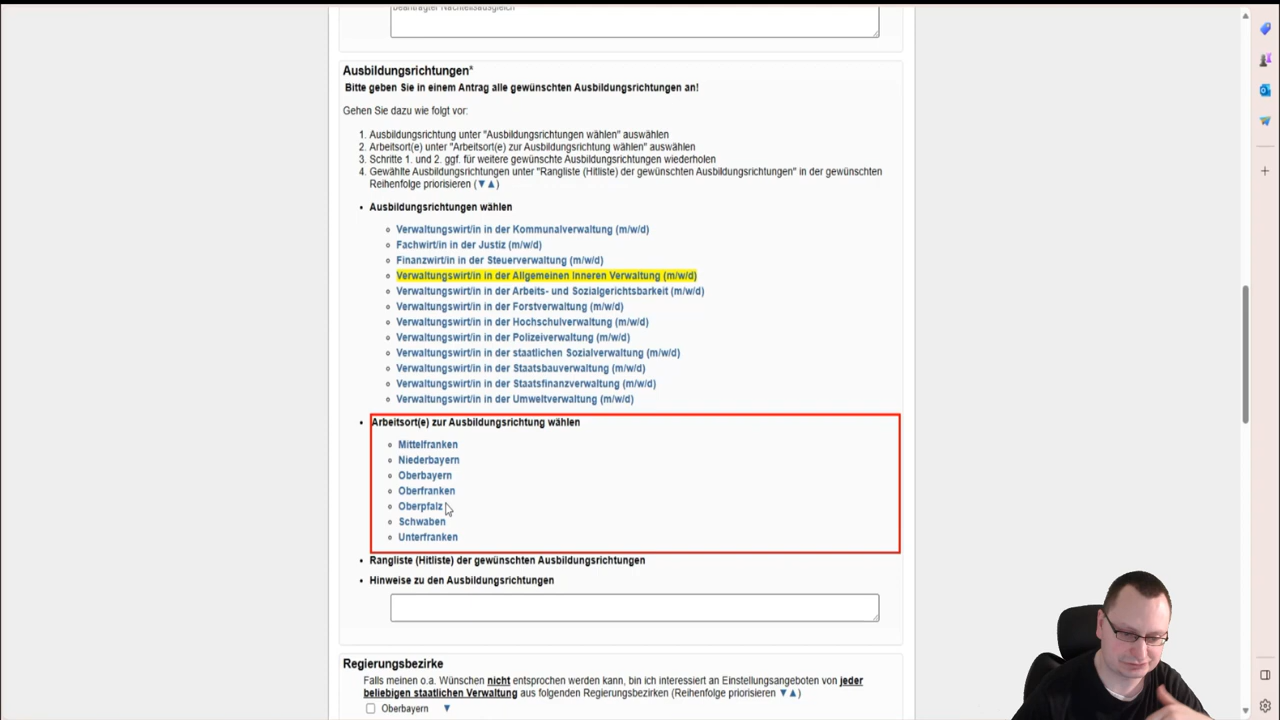 beantragter Nachteilsausgleich
Ausbildungsrichtungen*
Bitte geben Sie in einem Antrag alle gewünschten Ausbildungsrichtungen an!
Gehen Sie dazu wie folgt vor:
1. Ausbildungsrichtung unter "Ausbildungsrichtungen wählen" auswählen
2. Arbeitsort(e) unter "Arbeitsort(e) zur Ausbildungsrichtung wählen" auswählen
3. Schritte 1. und 2. ggf. für weitere gewünschte Ausbildungsrichtungen wiederholen
4. Gewählte Ausbildungsrichtungen unter "Rangliste (Hitliste) der gewünschten Ausbildungsrichtungen" in der gewünschten
Reihenfolge priorisieren (▼▲)
• Ausbildungsrichtungen wählen
Verwaltungswirt/in in der Kommunalverwaltung (m/w/d)
Fachwirt/in in der Justiz (m/w/d)
Finanzwirt/in in der Steuerverwaltung (m/w/d)
Verwaltungswirt/in in der Allgemeinen Inneren Verwaltung (m/w/d)
Verwaltungswirt/in in der Arbeits- und Sozialgerichtsbarkeit (m/w/d)
Verwaltungswirt/in in der Forstverwaltung (m/w/d)
Verwaltungswirt/in in der Hochschulverwaltung (m/w/d)
Verwaltungswirt/in in der Polizeiverwaltung (m/w/d)
Verwaltungswirt/in in der staatlichen Sozialverwaltung (m/w/d)
Verwaltungswirt/in in der Staatsbauverwaltung (m/w/d)
Verwaltungswirt/in in der Staatsfinanzverwaltung (m/w/d)
Verwaltungswirt/in in der Umweltverwaltung (m/w/d)
• Arbeitsort(e) zur Ausbildungsrichtung wählen
Mittelfranken
Niederbayern
Oberbayern
Oberfranken
Oberpfalz
Schwaben
Unterfranken
• Rangliste (Hitliste) der gewünschten Ausbildungsrichtungen
• Hinweise zu den Ausbildungsrichtungen
Regierungsbezirke
Falls meinen o.a. Wünschen nicht entsprochen werden kann, bin ich interessiert an Einstellungsangeboten von jeder
beliebigen staatlichen Verwaltung aus folgenden Regierungsbezirken (Reihenfolge priorisieren ▼▲)
Oberbayern ▼